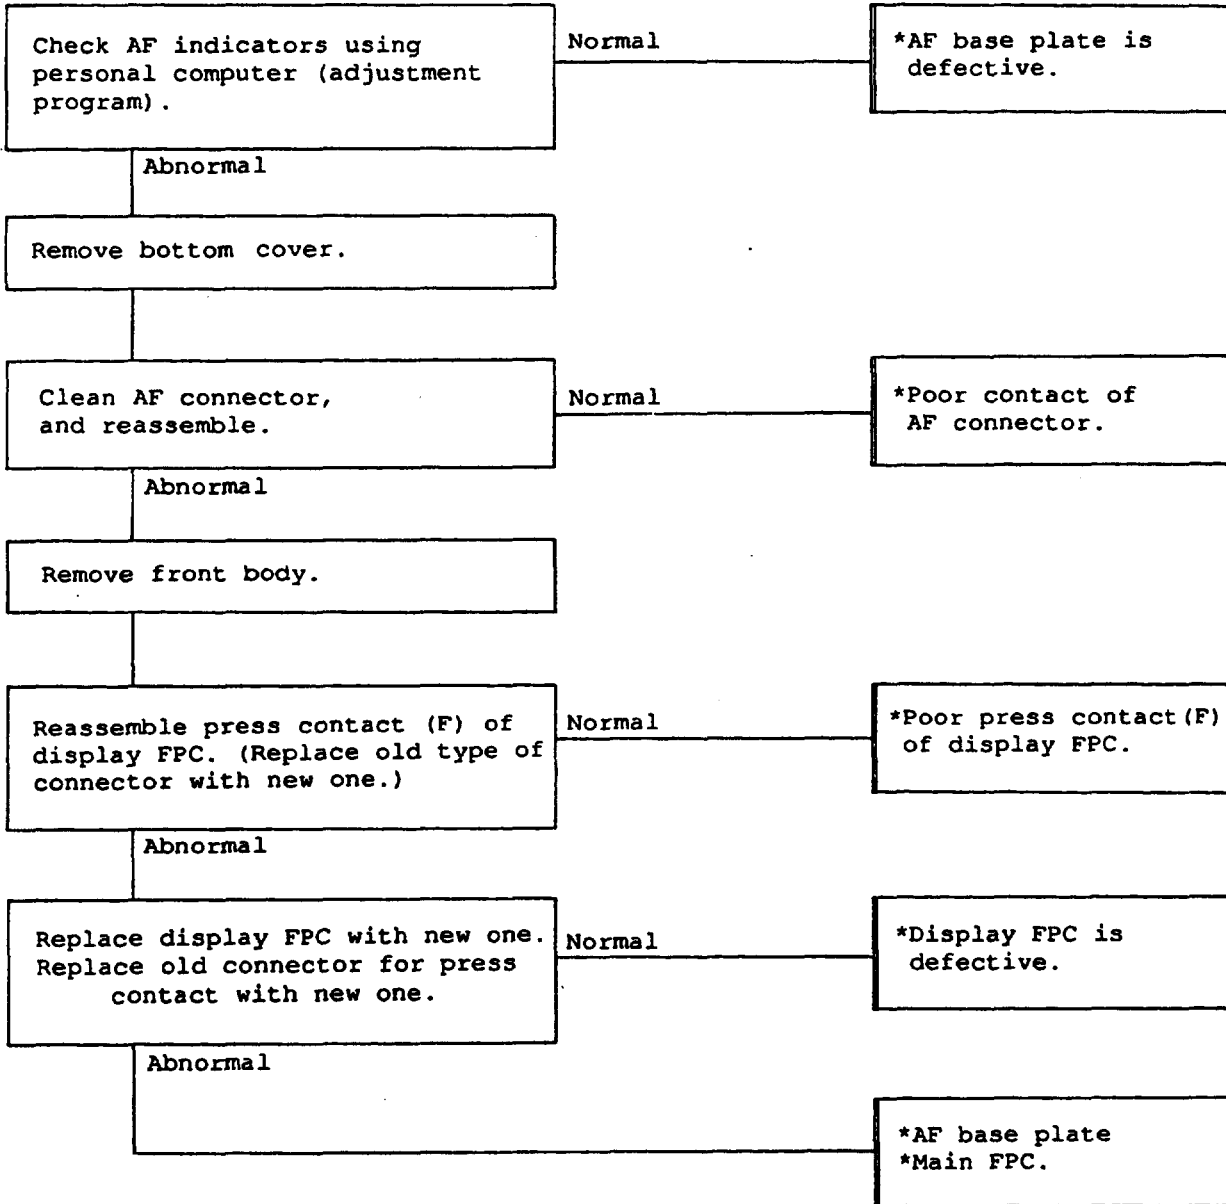 Check AF indicators using
personal computer (adjustment
program).
Normal
*AF base plate is
defective.
Abnormal
Remove bottom cover.
Clean AF connector,
and reassemble.
Normal
*Poor contact of
AF connector.
Abnormal
Remove front body.
Reassemble press contact (F) of
display FPC. (Replace old type of
connector with new one.)
Normal
*Poor press contact(F)
of display FPC.
Abnormal
Replace display FPC with new one.
Replace old connector for press
contact with new one.
Normal
*Display FPC is
defective.
Abnormal
*AF base plate
*Main FPC.